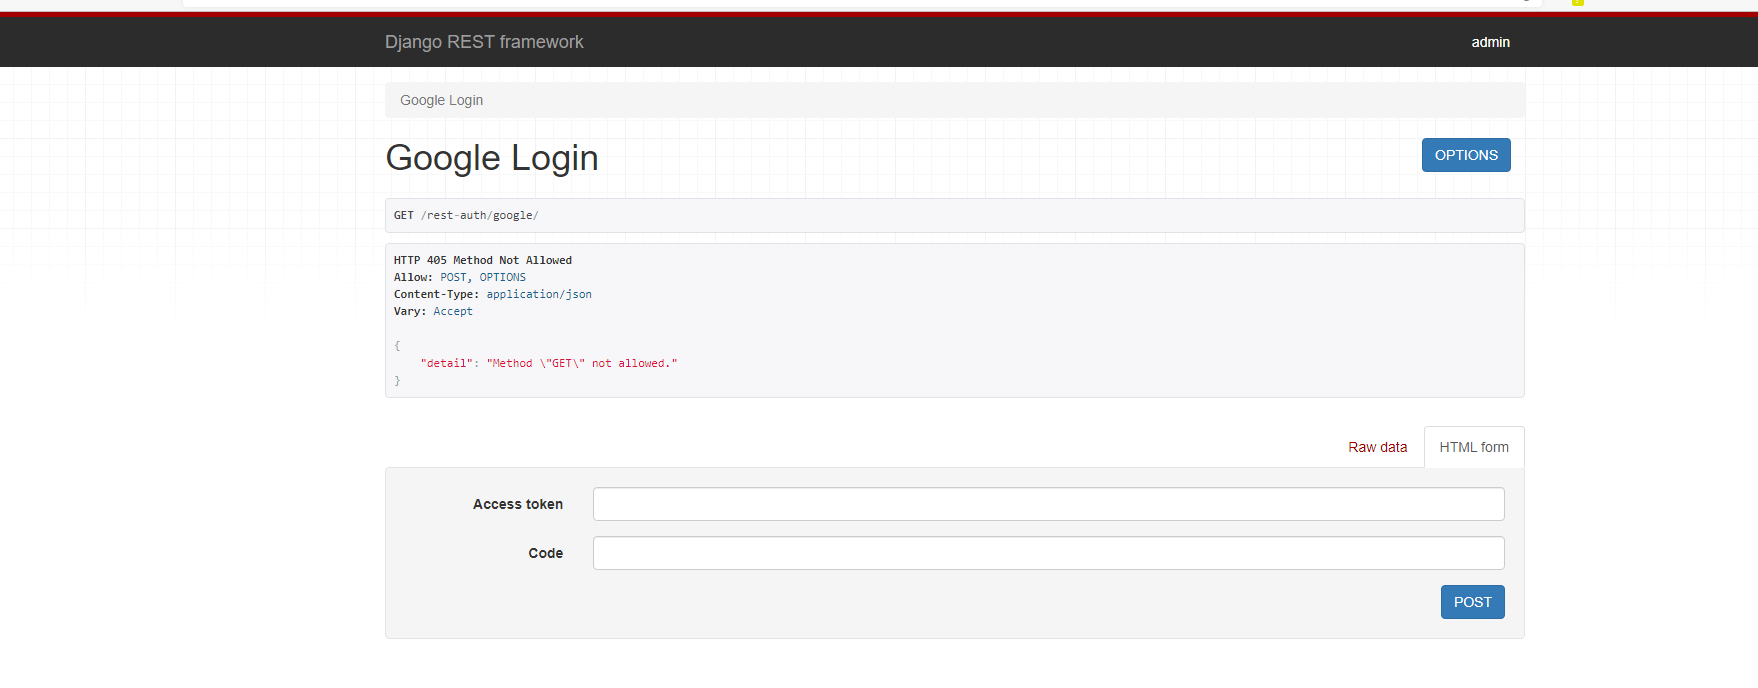 Django REST framework
admin
Google Login
Google Login
OPTIONS
GET /rest-auth/google/
HTTP 405 Method Not Allowed
Allow: POST, OPTIONS
Content-Type: application/json
Vary: Accept
{
"detail": "Method \"GET\" not allowed."
}
Raw data
HTML form
Access token
Code
POST